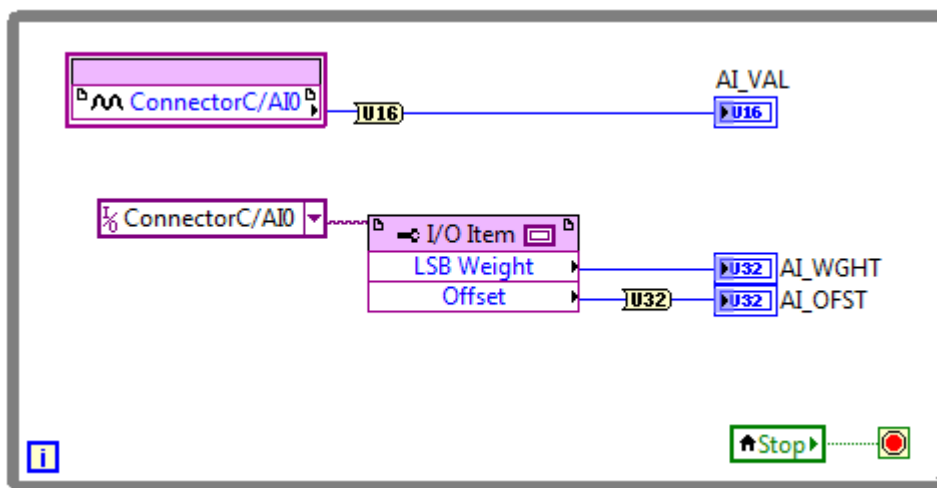 ConnectorC/AI0
U16
AI_VAL
U16
I/O ConnectorC/AI0
I/O Item
LSB Weight
U32 AI_WGHT
Offset
U32
U32 AI_OFST
Stop
i